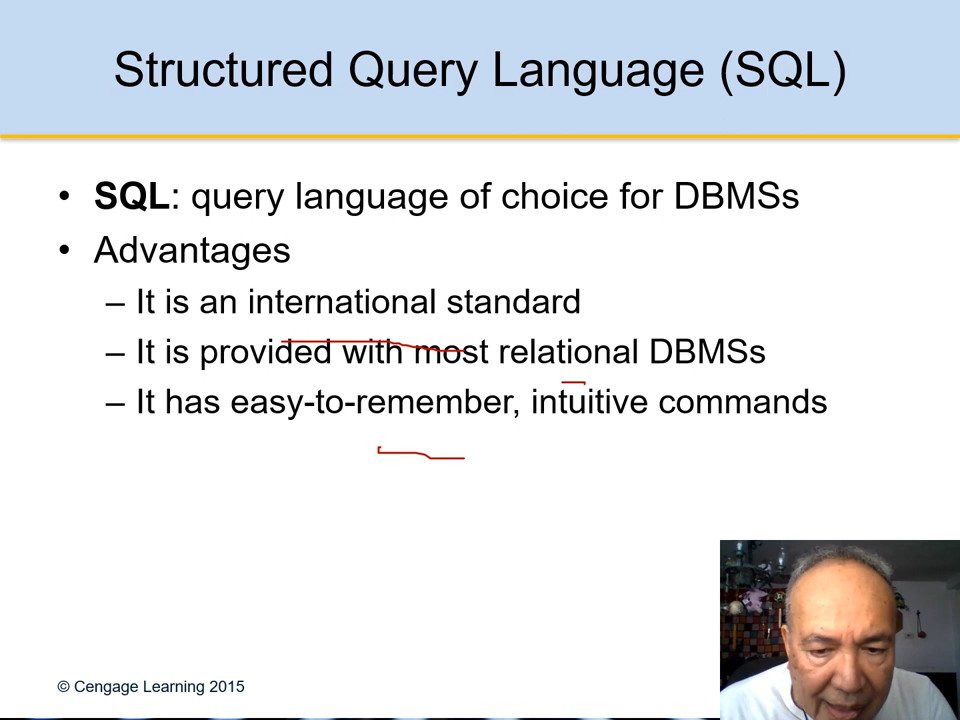 Structured Query Language (SQL)
• SQL: query language of choice for DBMSs
• Advantages
– It is an international standard
– It is provided with most relational DBMSs
– It has easy-to-remember, intuitive commands
© Cengage Learning 2015